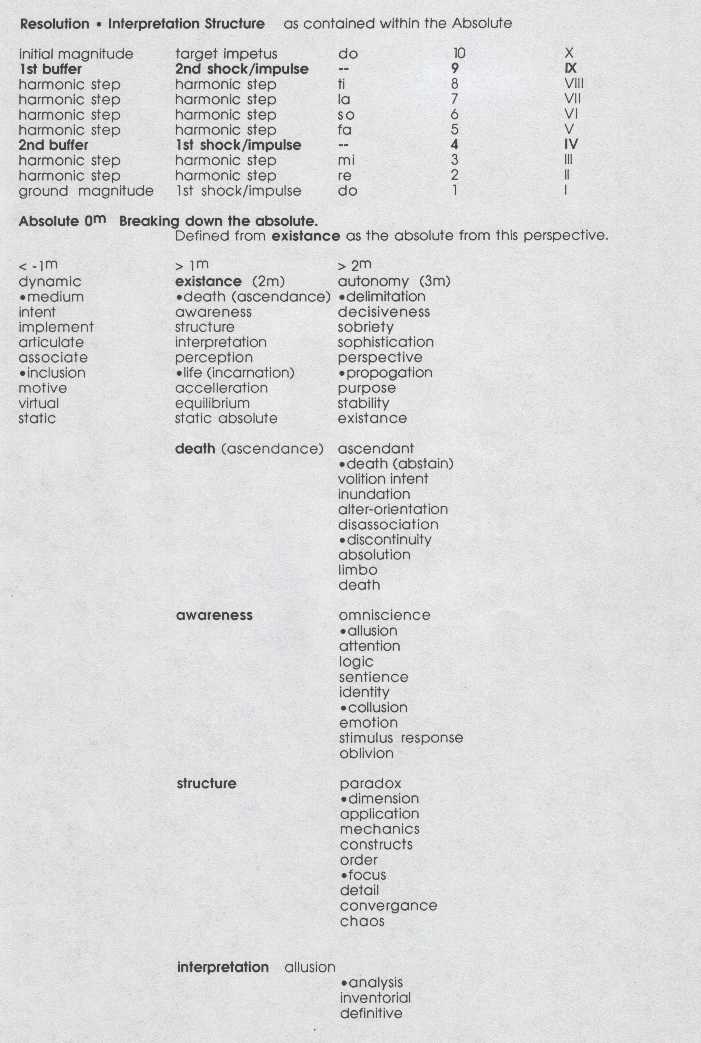 Resolution • Interpretation Structure as contained within the Absolute
initial magnitude target impetus do 10 X
1st buffer 2nd shock/impulse -- 9 IX
harmonic step harmonic step ti 8 VIII
harmonic step harmonic step la 7 VII
harmonic step harmonic step so 6 VI
harmonic step harmonic step fa 5 V
2nd buffer 1st shock/impulse -- 4 IV
harmonic step harmonic step mi 3 III
harmonic step harmonic step re 2 II
ground magnitude 1st shock/impulse do 1 I
Absolute 0m Breaking down the absolute.
Defined from existance as the absolute from this perspective.
< -1m > 1m > 2m
dynamic existance (2m) autonomy (3m)
•medium •death (ascendance) •delimitation
intent awareness decisiveness
implement structure sobriety
articulate interpretation sophistication
associate perception perspective
•inclusion •life (incarnation) •propogation
motive accelleration purpose
virtual equilibrium stability
static static absolute existance
death (ascendance) ascendant
•death (abstain)
volition intent
inundation
alter-orientation
disassociation
•discontinuity
absolution
limbo
death
awareness omniscience
•allusion
attention
logic
sentience
identity
•collusion
emotion
stimulus response
oblivion
structure paradox
•dimension
application
mechanics
constructs
order
•focus
detail
convergance
chaos
interpretation allusion
•analysis
inventorial
definitive